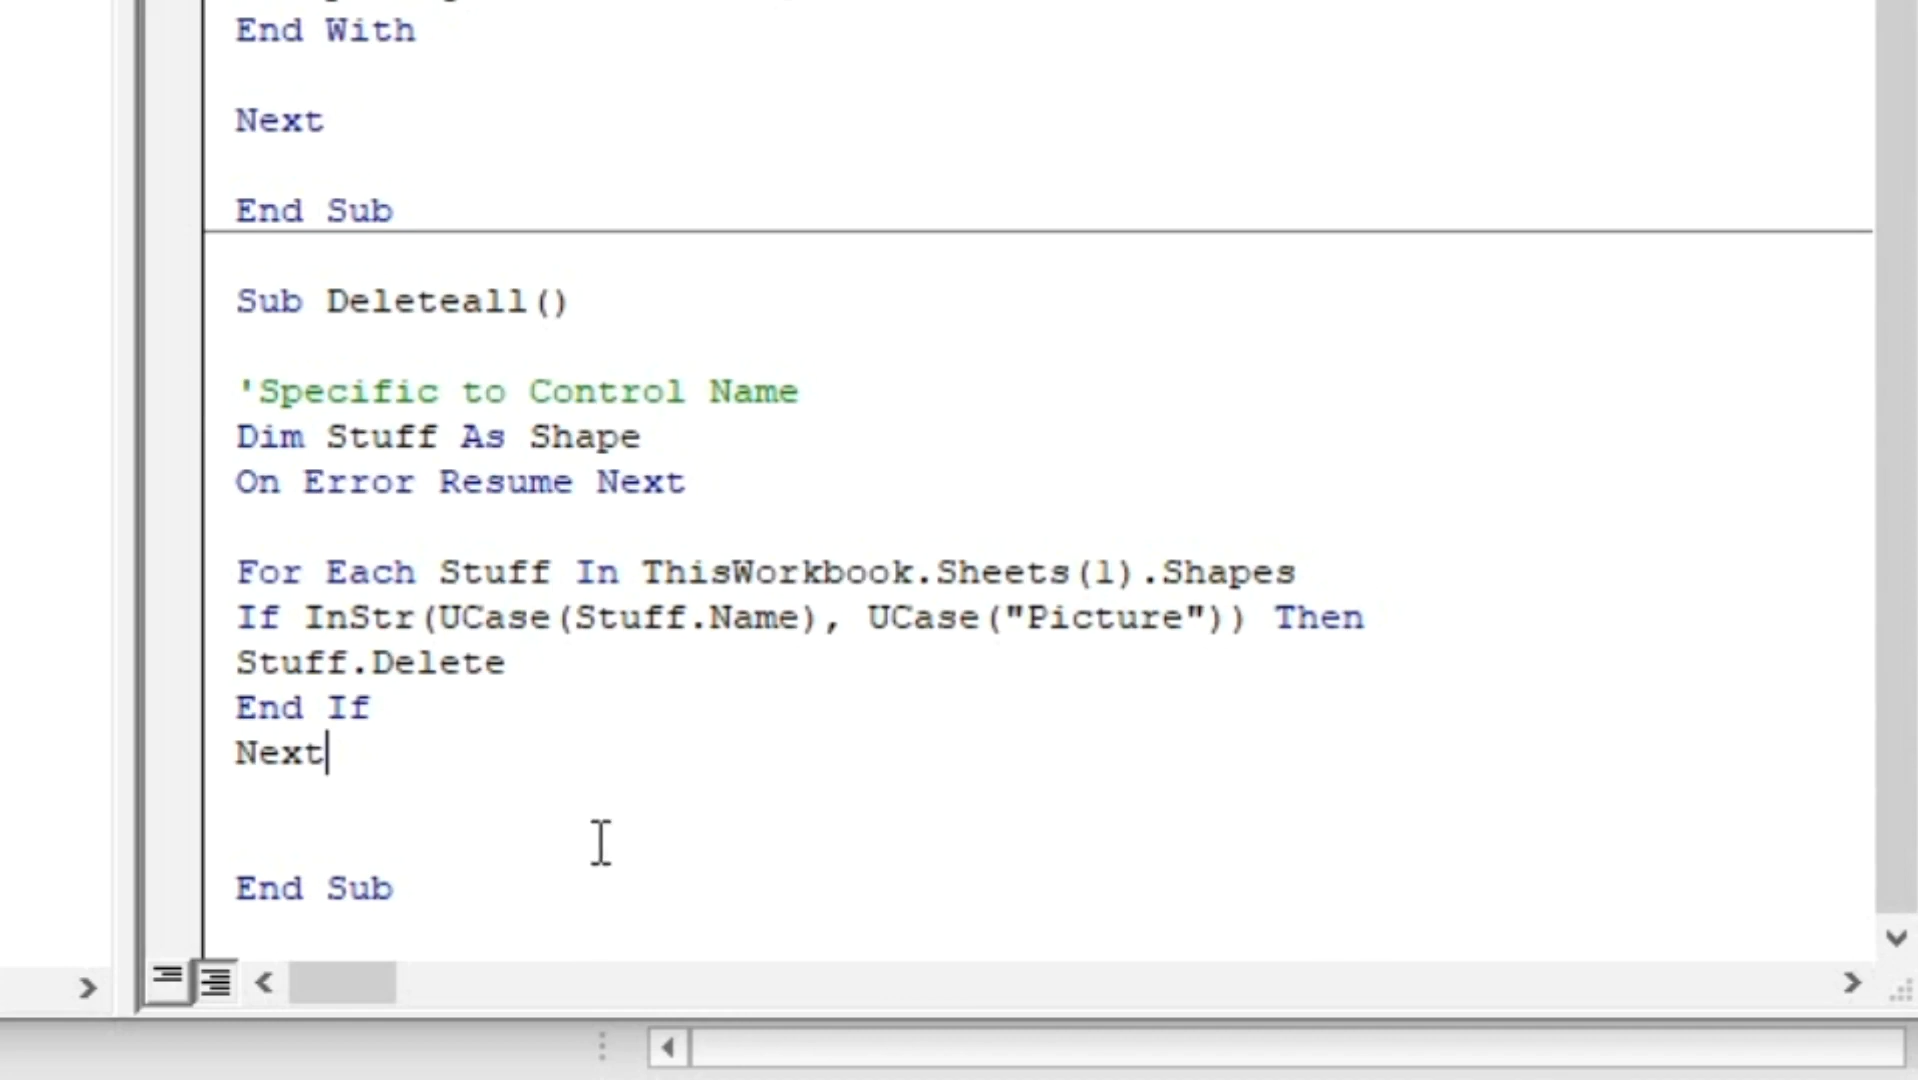 End With
Next
End Sub
Sub Deleteall()
'Specific to Control Name
Dim Stuff As Shape
On Error Resume Next
For Each Stuff In ThisWorkbook.Sheets(1).Shapes
If InStr(UCase(Stuff.Name), UCase("Picture")) Then
Stuff.Delete
End If
Next
End Sub